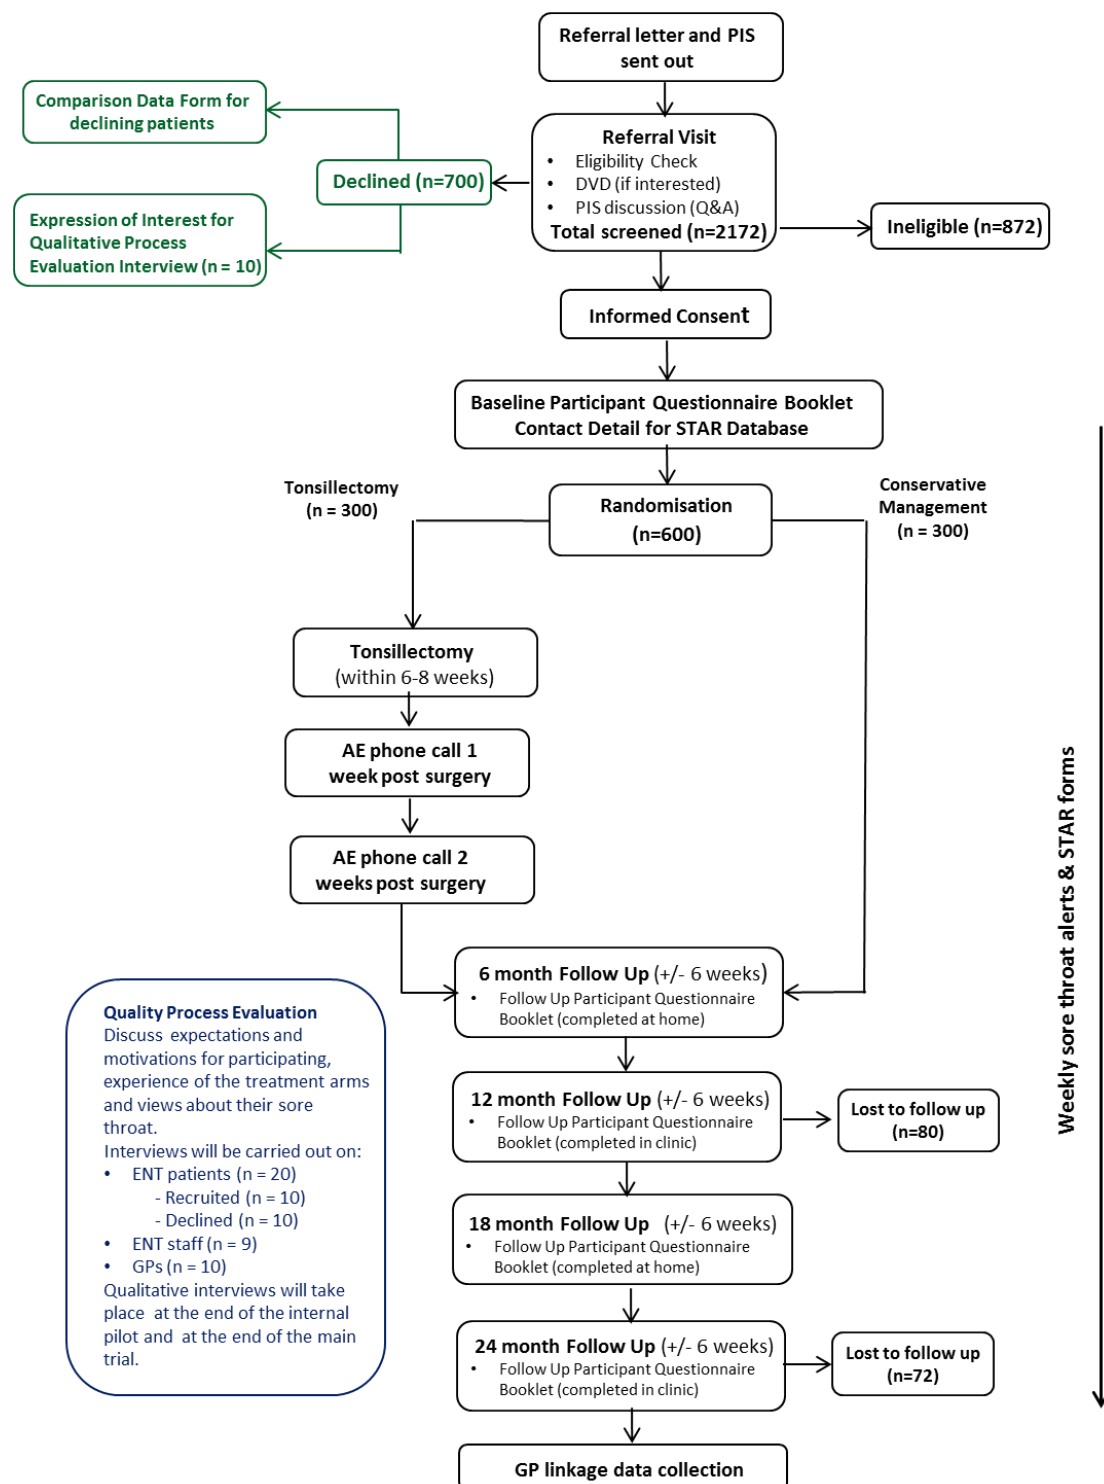 Referral letter and PIS
sent out
Comparison Data Form for
declining patients
Referral Visit
• Eligibility Check
• DVD (if interested)
• PIS discussion (Q&A)
Total screened (n=2172)
Declined (n=700)
Expression of Interest for
Qualitative Process
Evaluation Interview (n = 10)
Ineligible (n=872)
Informed Consent
Baseline Participant Questionnaire Booklet
Contact Detail for STAR Database
Tonsillectomy
(n = 300)
Randomisation
(n=600)
Conservative
Management
(n = 300)
Tonsillectomy
(within 6-8 weeks)
AE phone call 1
week post surgery
AE phone call 2
weeks post surgery
6 month Follow Up (+/- 6 weeks)
• Follow Up Participant Questionnaire
Booklet (completed at home)
12 month Follow Up (+/- 6 weeks)
• Follow Up Participant Questionnaire
Booklet (completed in clinic)
Lost to follow up
(n=80)
18 month Follow Up (+/- 6 weeks)
• Follow Up Participant Questionnaire
Booklet (completed at home)
24 month Follow Up (+/- 6 weeks)
• Follow Up Participant Questionnaire
Booklet (completed in clinic)
Lost to follow up
(n=72)
GP linkage data collection
Quality Process Evaluation
Discuss expectations and
motivations for participating,
experience of the treatment arms
and views about their sore
throat.
Interviews will be carried out on:
• ENT patients (n = 20)
- Recruited (n = 10)
- Declined (n = 10)
• ENT staff (n = 9)
• GPs (n = 10)
Qualitative interviews will take
place at the end of the internal
pilot and at the end of the main
trial.
Weekly sore throat alerts & STAR forms